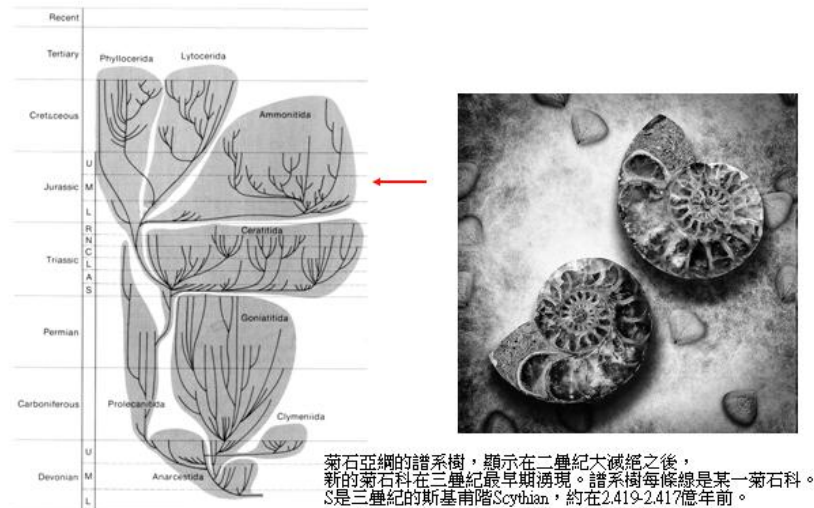 Recent
Tertiary
Phyllocerida
Lytocerida
Cretaceous
Ammonitida
U
Jurassic
M
L
R
Ceratitida
N
C
Triassic
L
A
S
Goniatitida
Permian
Carboniferous
Prolecanitida
Clymeniida
U
Anarcestida
Devonian
M
L
菊石亞綱的譜系樹，顯示在二疊紀大滅絕之後，
新的菊石科在三疊紀最早期湧現。譜系樹每條線是某一菊石科。
S是三疊紀的斯基甫階Scythian，約在2.419-2.417億年前。